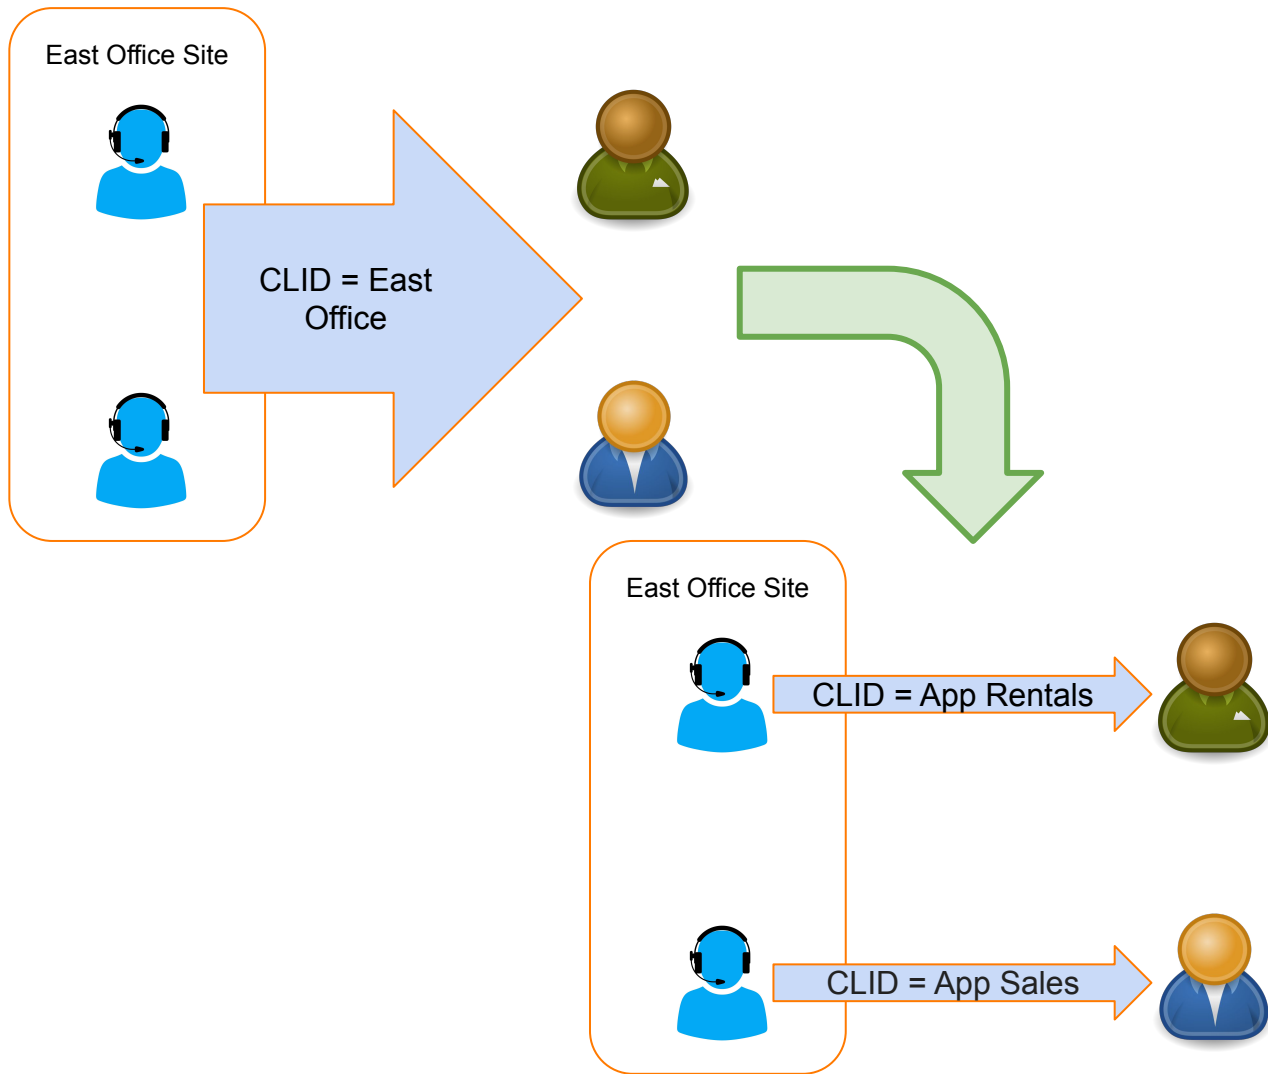 East Office Site
CLID = East
Office
East Office Site
CLID = App Rentals
CLID = App Sales